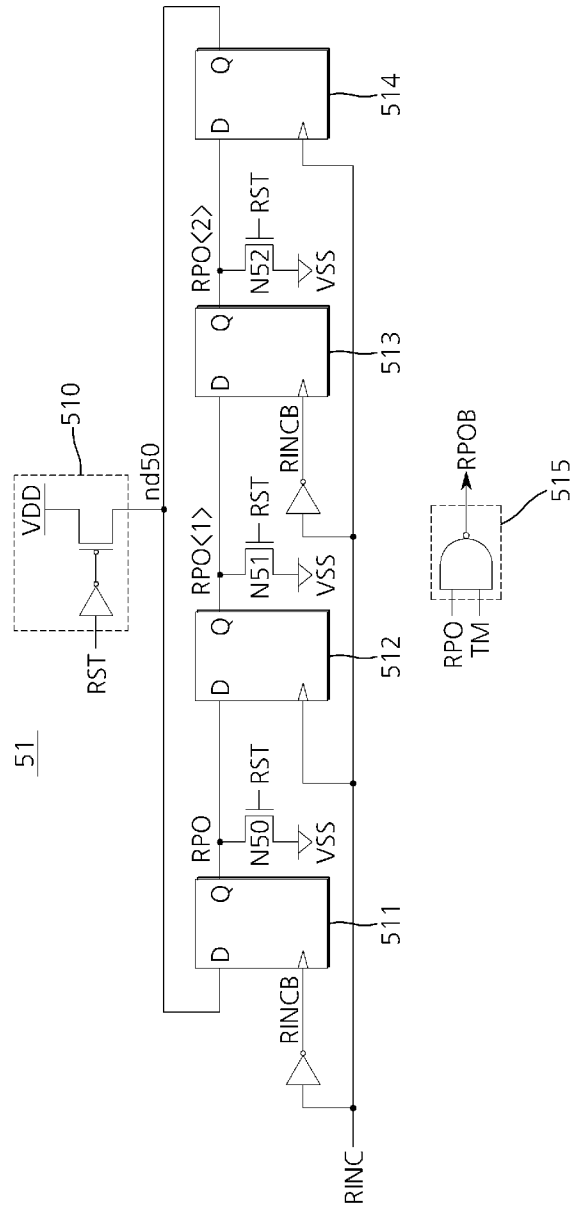 51
510
VDD
RST
nd50
D
Q
511
RINCB
RINC
RPO
N50
RST
VSS
D
Q
512
RPO<1>
N51
RST
VSS
RINCB
D
Q
513
RPO<2>
N52
RST
VSS
D
Q
514
RPO
TM
RPOB
515